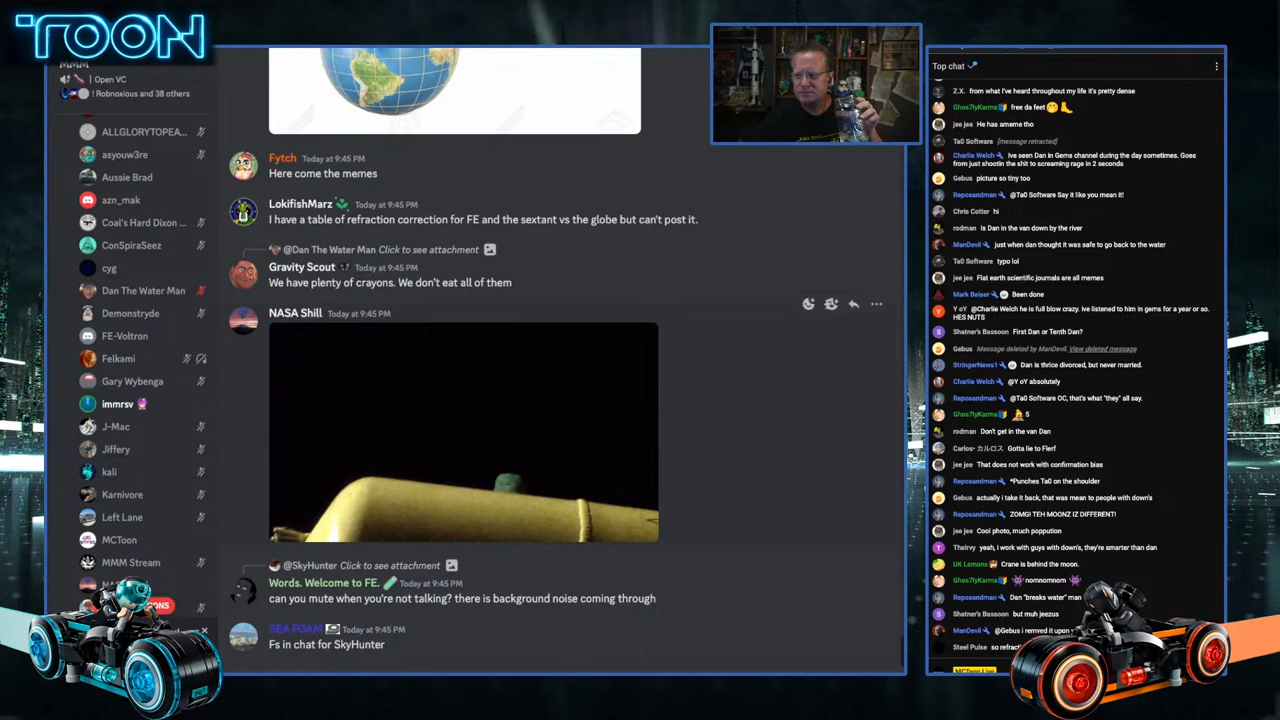 TOON
MMM
Open VC
! Robnoxious and 38 others
ALLGLORYTOPEA...
asyouw3re
Aussie Brad
azn_mak
Coal's Hard Dixon ...
ConSpiraSeez
cyg
Dan The Water Man
Demonstryde
FE-Voltron
Felkami
Gary Wybenga
immrsv
J-Mac
Jiffery
kali
Karnivore
Left Lane
MCToon
MMM Stream
Fytch Today at 9:45 PM
Here come the memes
LokifishMarz Today at 9:45 PM
I have a table of refraction correction for FE and the sextant vs the globe but can't post it.
@Dan The Water Man Click to see attachment
Gravity Scout Today at 9:45 PM
We have plenty of crayons. We don't eat all of them
NASA Shill Today at 9:45 PM
@SkyHunter Click to see attachment
Words. Welcome to FE. Today at 9:45 PM
can you mute when you're not talking? there is background noise coming through
SEA FOAM Today at 9:45 PM
Fs in chat for SkyHunter
Top chat
Z.X. from what I've heard throughout my life it's pretty dense
Ghos7lyKarma free da feet
jee jee He has ameme tho
Ta0 Software [message retracted]
Charlie Welch Ive seen Dan in Gems channel during the day sometimes. Goes
from just shootin the shit to screaming rage in 2 seconds
Gebus picture so tiny too
Reposandman @Ta0 Software Say it like you mean it!
Chris Cotter hi
rodman Is Dan in the van down by the river
ManDevil just when dan thought it was safe to go back to the water
Ta0 Software typo lol
jee jee Flat earth scientific journals are all memes
Mark Beiser Been done
Y oY @Charlie Welch he is full blow crazy. ive listened to him in gems for a year or so.
HES NUTS
Shatner's Bassoon First Dan or Tenth Dan?
Gebus Message deleted by ManDevil. View deleted message
StringerNews1 Dan is thrice divorced, but never married.
Charlie Welch @Y oY absolutely
Reposandman @Ta0 Software OC, that's what "they" all say.
Ghos7lyKarma 5
rodman Don't get in the van Dan
Carlos• カルロス Gotta lie to Flerf
jee jee That does not work with confirmation bias
Reposandman *Punches Ta0 on the shoulder
Gebus actually i take it back, that was mean to people with down's
Reposandman ZOMG! TEH MOONZ IZ DIFFERENT!
jee jee Cool photo, much poppution
TheIrvy yeah, i work with guys with down's, they're smarter than dan
UK Lemons Crane is behind the moon.
Ghos7lyKarma nomnomnom
Reposandman Dan "breaks water" man
Shatner's Bassoon but muh jeezus
ManDevil @Gebus i remved it upon
Steel Pulse so
MCToon Live